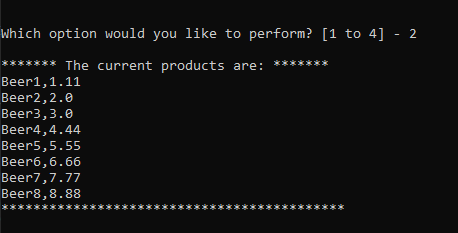 Which option would you like to perform? [1 to 4] - 2
******* The current products are: *******
Beer1,1.11
Beer2,2.0
Beer3,3.0
Beer4,4.44
Beer5,5.55
Beer6,6.66
Beer7,7.77
Beer8,8.88
*******************************************